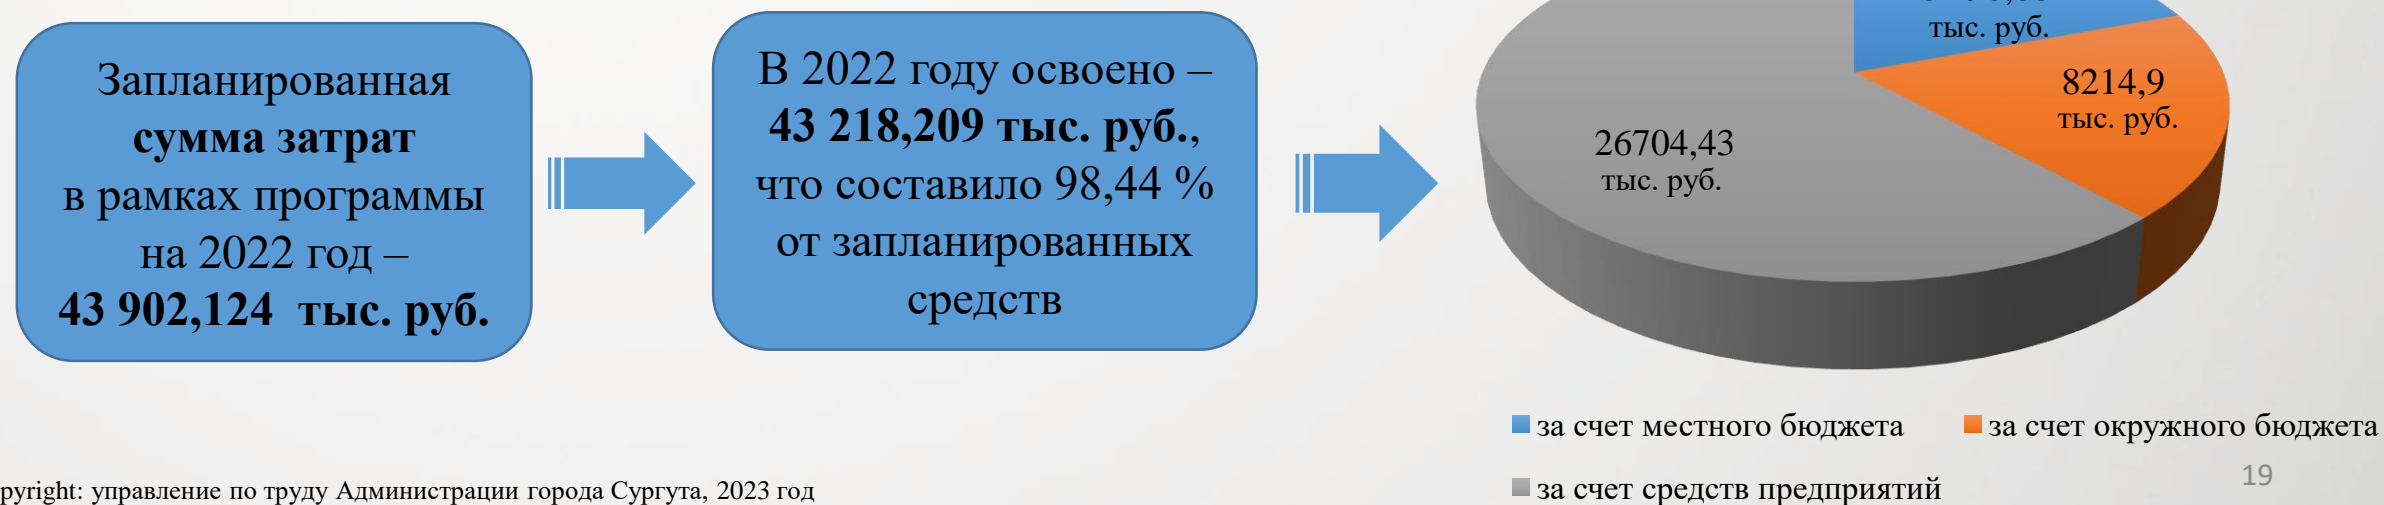 Запланированная
сумма затрат
в рамках программы
на 2022 год –
43 902,124 тыс. руб.
В 2022 году освоено –
43 218,209 тыс. руб.,
что составило 98,44 %
от запланированных
средств
тыс. руб.
8214,9
тыс. руб.
26704,43
тыс. руб.
за счет местного бюджета
за счет окружного бюджета
за счет средств предприятий
pyright: управление по труду Администрации города Сургута, 2023 год
19